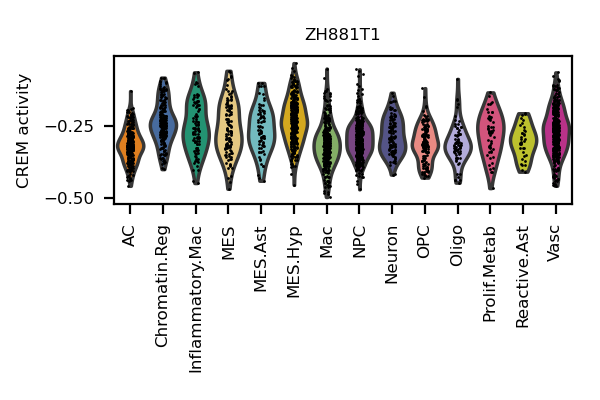 ZH881T1
CREM activity
−0.25
−0.50
AC
Chromatin.Reg
Inflammatory.Mac
MES
MES.Ast
MES.Hyp
Mac
NPC
Neuron
OPC
Oligo
Prolif.Metab
Reactive.Ast
Vasc